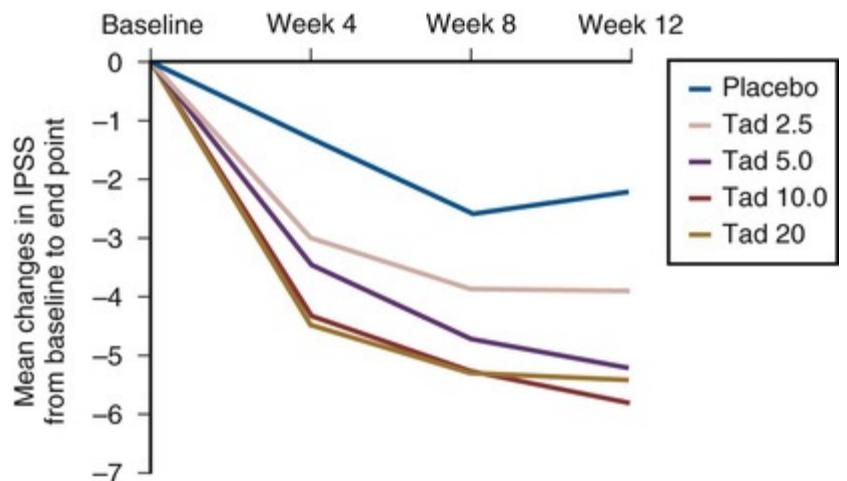 Baseline Week 4 Week 8 Week 12
0
–1
–2
–3
–4
–5
–6
–7
Mean changes in IPSS
from baseline to end point
Placebo
Tad 2.5
Tad 5.0
Tad 10.0
Tad 20